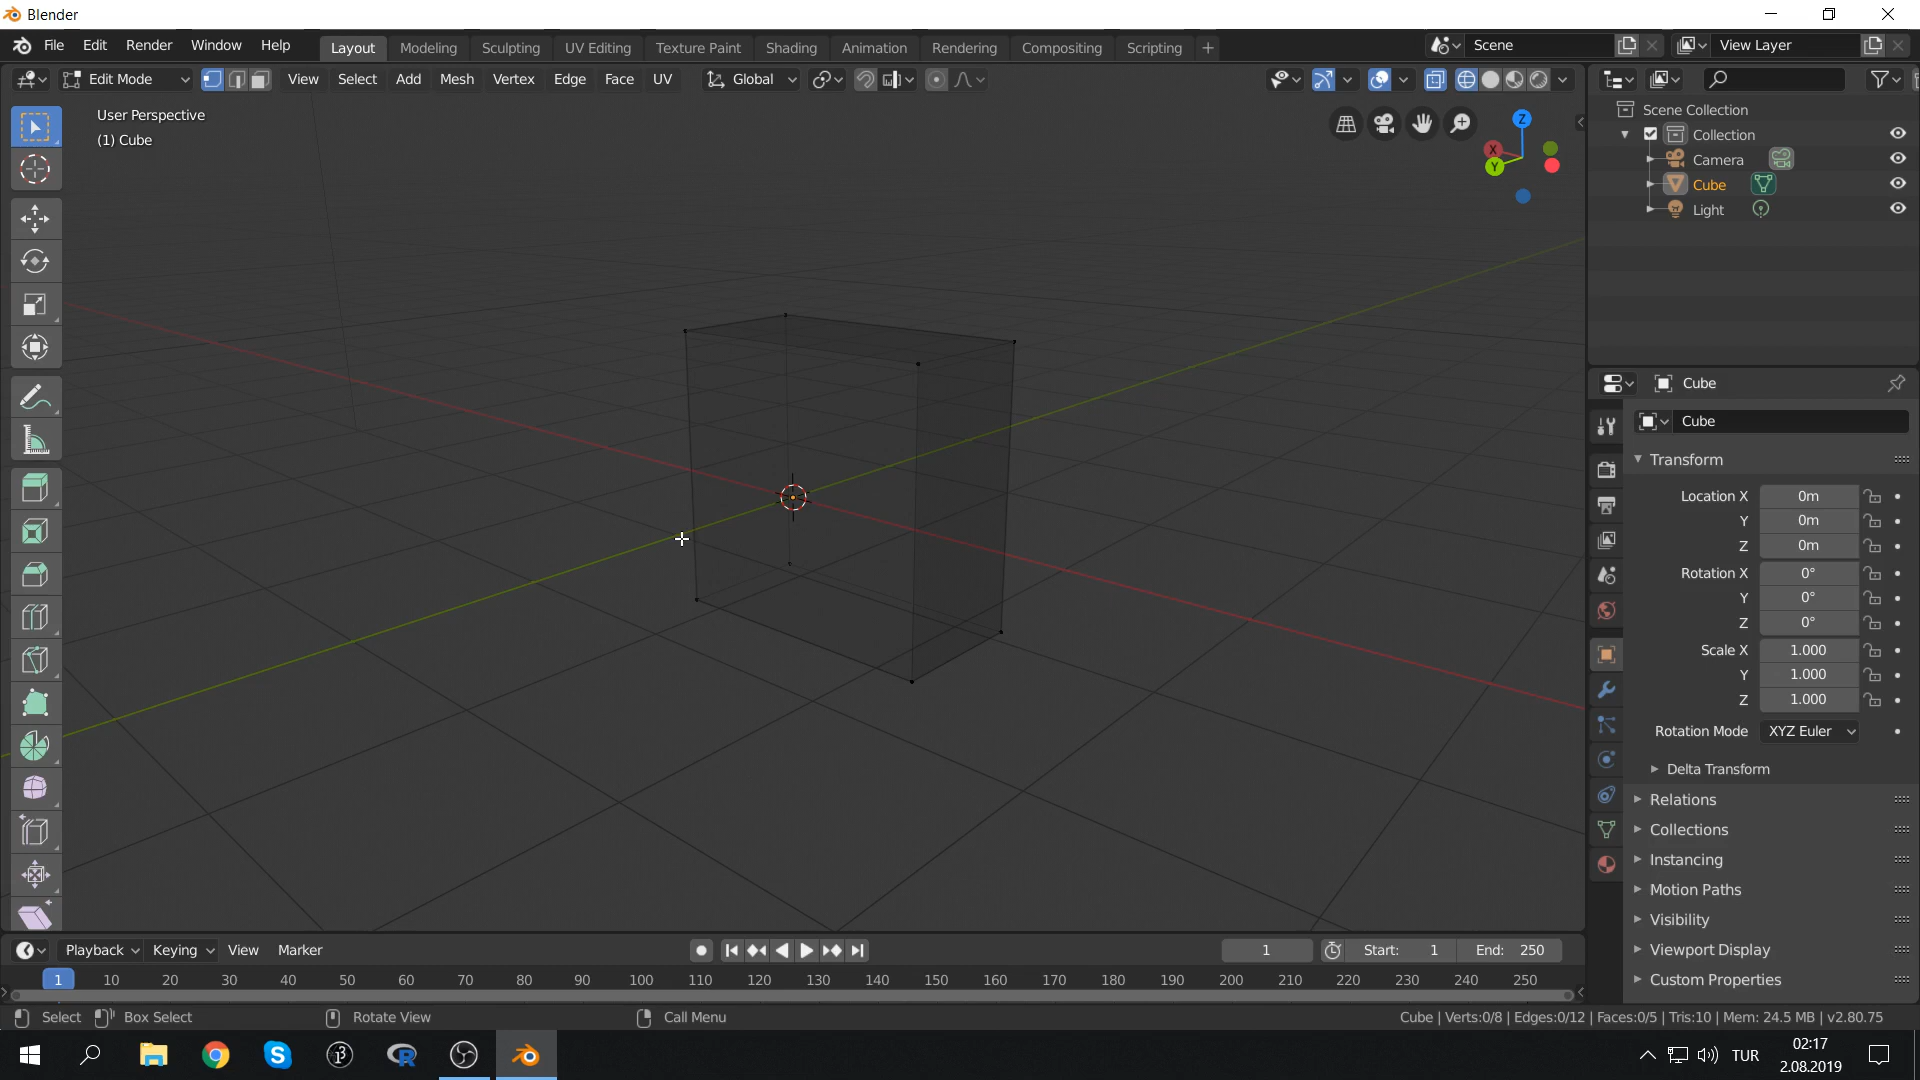 Blender
File Edit Render Window Help Layout Modeling Sculpting UV Editing Texture Paint Shading Animation Rendering Compositing Scripting + Scene View Layer
Edit Mode View Select Add Mesh Vertex Edge Face UV Global
User Perspective
(1) Cube
Z
X
Y
Scene Collection
Collection
Camera
Cube
Light
Cube
Cube
Transform
Location X 0m
Y 0m
Z 0m
Rotation X 0°
Y 0°
Z 0°
Scale X 1.000
Y 1.000
Z 1.000
Rotation Mode XYZ Euler
Delta Transform
Relations
Collections
Instancing
Motion Paths
Visibility
Viewport Display
Custom Properties
Playback Keying View Marker 1 Start: 1 End: 250
1 10 20 30 40 50 60 70 80 90 100 110 120 130 140 150 160 170 180 190 200 210 220 230 240 250
Select Box Select Rotate View Call Menu Cube | Verts:0/8 | Edges:0/12 | Faces:0/5 | Tris:10 | Mem: 24.5 MB | v2.80.75
TUR
02:17
2.08.2019